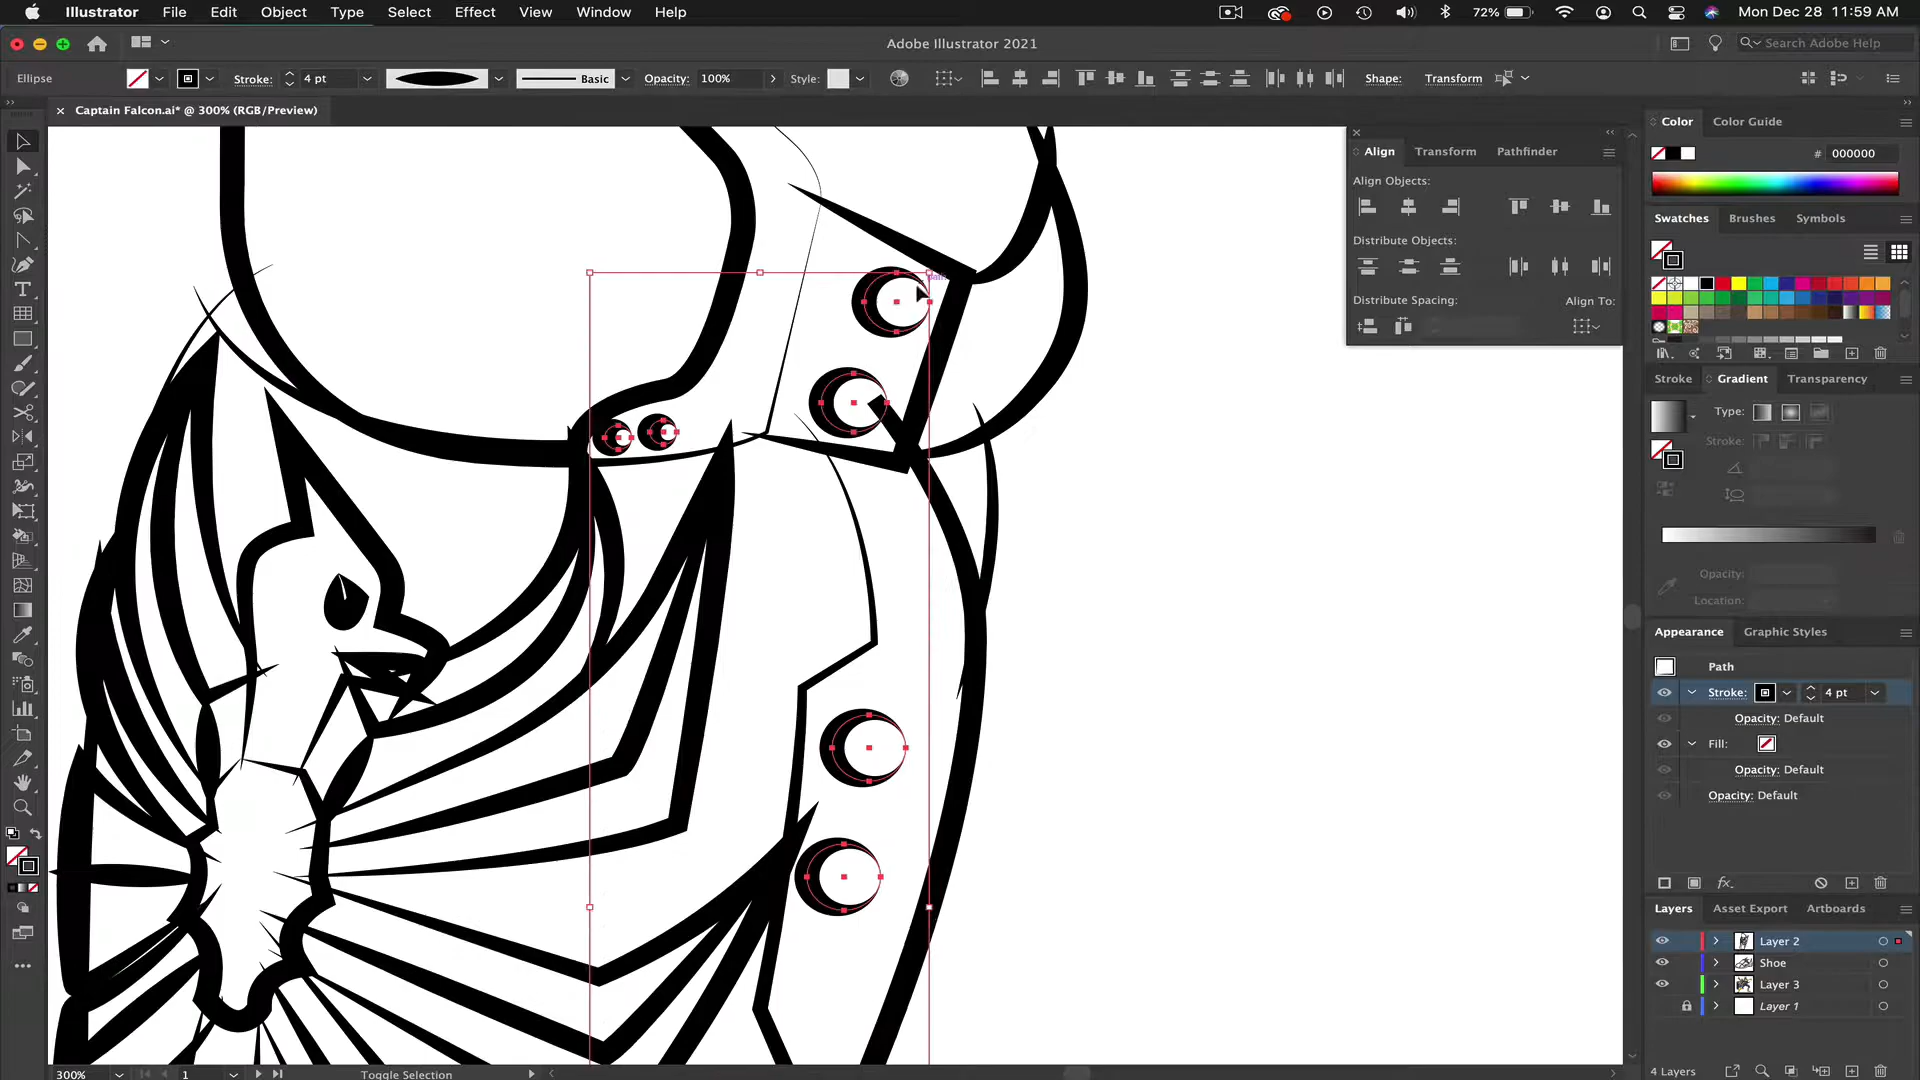 Illustrator File Edit Object Type Select Effect View Window Help 72% Mon Dec 28 11:59 AM
Adobe Illustrator 2021 Search Adobe Help
Ellipse Stroke: 4 pt Basic Opacity: 100% Style: Shape: Transform
Captain Falcon.ai* @ 300% (RGB/Preview)
Align Transform Pathfinder
Align Objects:
Distribute Objects:
Distribute Spacing: Align To:
Color Color Guide
# 000000
Swatches Brushes Symbols
Stroke Gradient Transparency
Type:
Stroke:
Opacity:
Location:
Appearance Graphic Styles
Path
Stroke: 4 pt
Opacity: Default
Fill:
Opacity: Default
Opacity: Default
fx.
Layers Asset Export Artboards
Layer 2
Shoe
Layer 3
Layer 1
4 Layers
300% 1 Toggle Selection